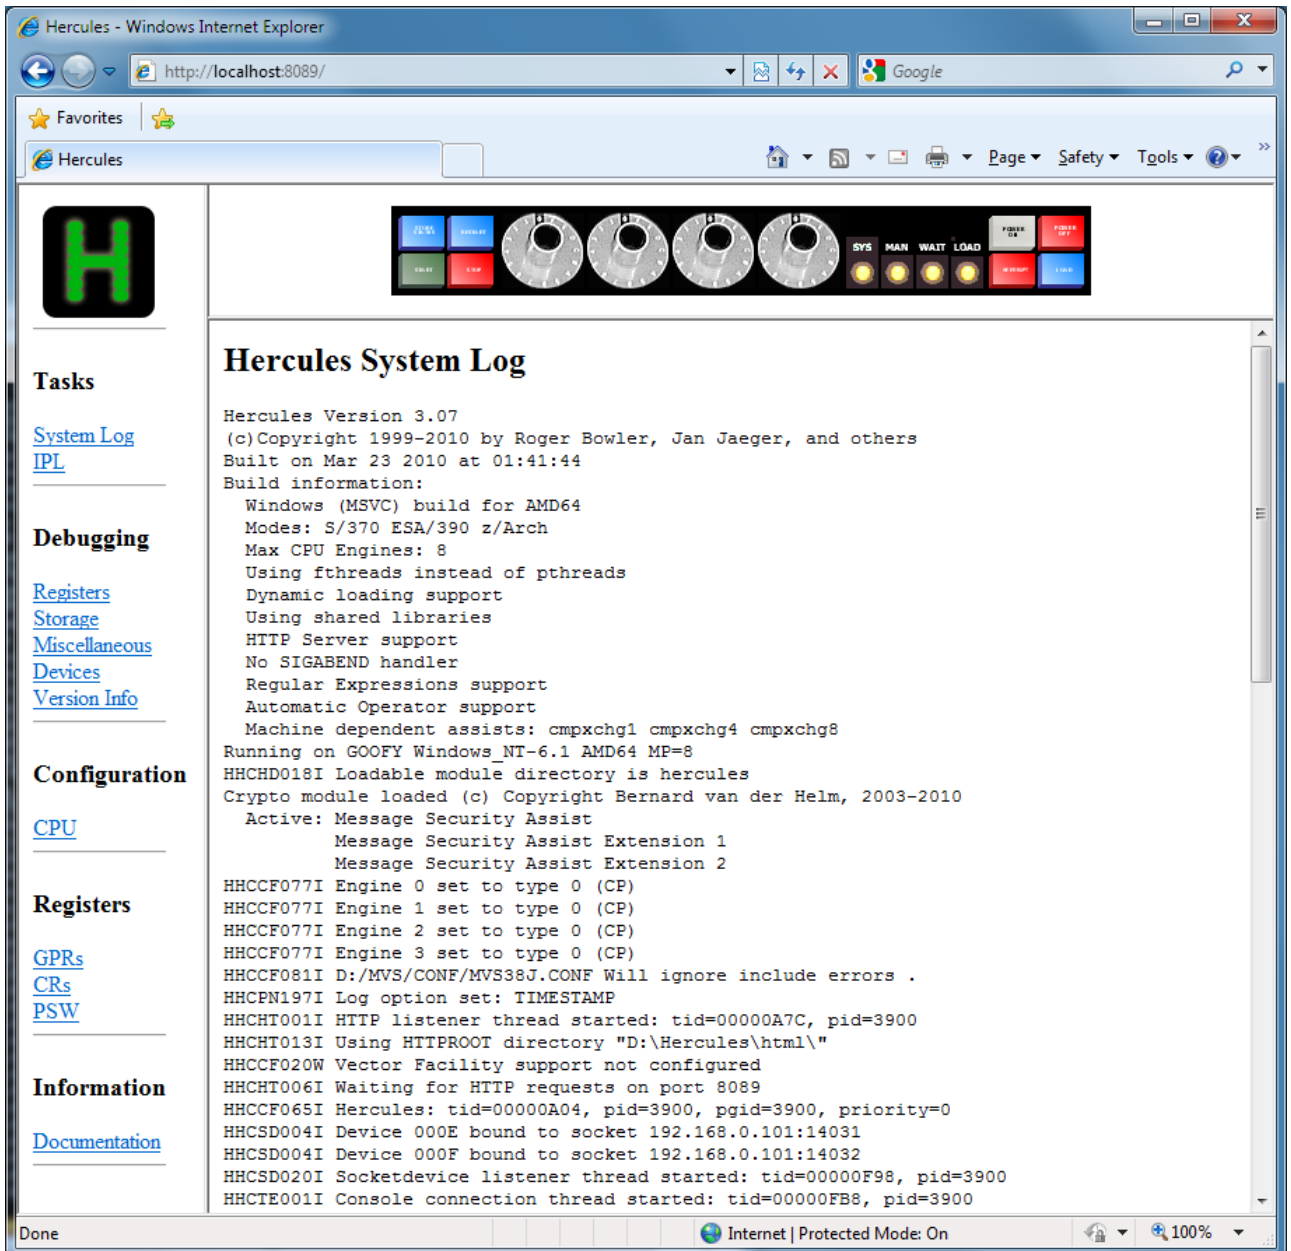 Hercules - Windows Internet Explorer
http://localhost:8089/
Google
Favorites
Hercules
Page Safety Tools
H
SYS MAN WAIT LOAD
POWER ON
POWER OFF
START STOP
INTERRUPT LOAD
Tasks
System Log
IPL
Debugging
Registers
Storage
Miscellaneous
Devices
Version Info
Configuration
CPU
Registers
GPRs
CRs
PSW
Information
Documentation
Hercules System Log
Hercules Version 3.07
(c)Copyright 1999-2010 by Roger Bowler, Jan Jaeger, and others
Built on Mar 23 2010 at 01:41:44
Build information:
Windows (MSVC) build for AMD64
Modes: S/370 ESA/390 z/Arch
Max CPU Engines: 8
Using fthreads instead of pthreads
Dynamic loading support
Using shared libraries
HTTP Server support
No SIGABEND handler
Regular Expressions support
Automatic Operator support
Machine dependent assists: cmpxchg1 cmpxchg4 cmpxchg8
Running on GOOFY Windows_NT-6.1 AMD64 MP=8
HHCHD018I Loadable module directory is hercules
Crypto module loaded (c) Copyright Bernard van der Helm, 2003-2010
Active: Message Security Assist
Message Security Assist Extension 1
Message Security Assist Extension 2
HHCCF077I Engine 0 set to type 0 (CP)
HHCCF077I Engine 1 set to type 0 (CP)
HHCCF077I Engine 2 set to type 0 (CP)
HHCCF077I Engine 3 set to type 0 (CP)
HHCCF081I D:/MVS/CONF/MVS38J.CONF Will ignore include errors .
HHCPN197I Log option set: TIMESTAMP
HHCHT001I HTTP listener thread started: tid=00000A7C, pid=3900
HHCHT013I Using HTTPROOT directory "D:\Hercules\html\"
HHCCF020W Vector Facility support not configured
HHCHT006I Waiting for HTTP requests on port 8089
HHCCF065I Hercules: tid=00000A04, pid=3900, pgid=3900, priority=0
HHCSD004I Device 000E bound to socket 192.168.0.101:14031
HHCSD004I Device 000F bound to socket 192.168.0.101:14032
HHCSD020I Socketdevice listener thread started: tid=00000F98, pid=3900
HHCTE001I Console connection thread started: tid=00000FB8, pid=3900
Done
Internet | Protected Mode: On
100%